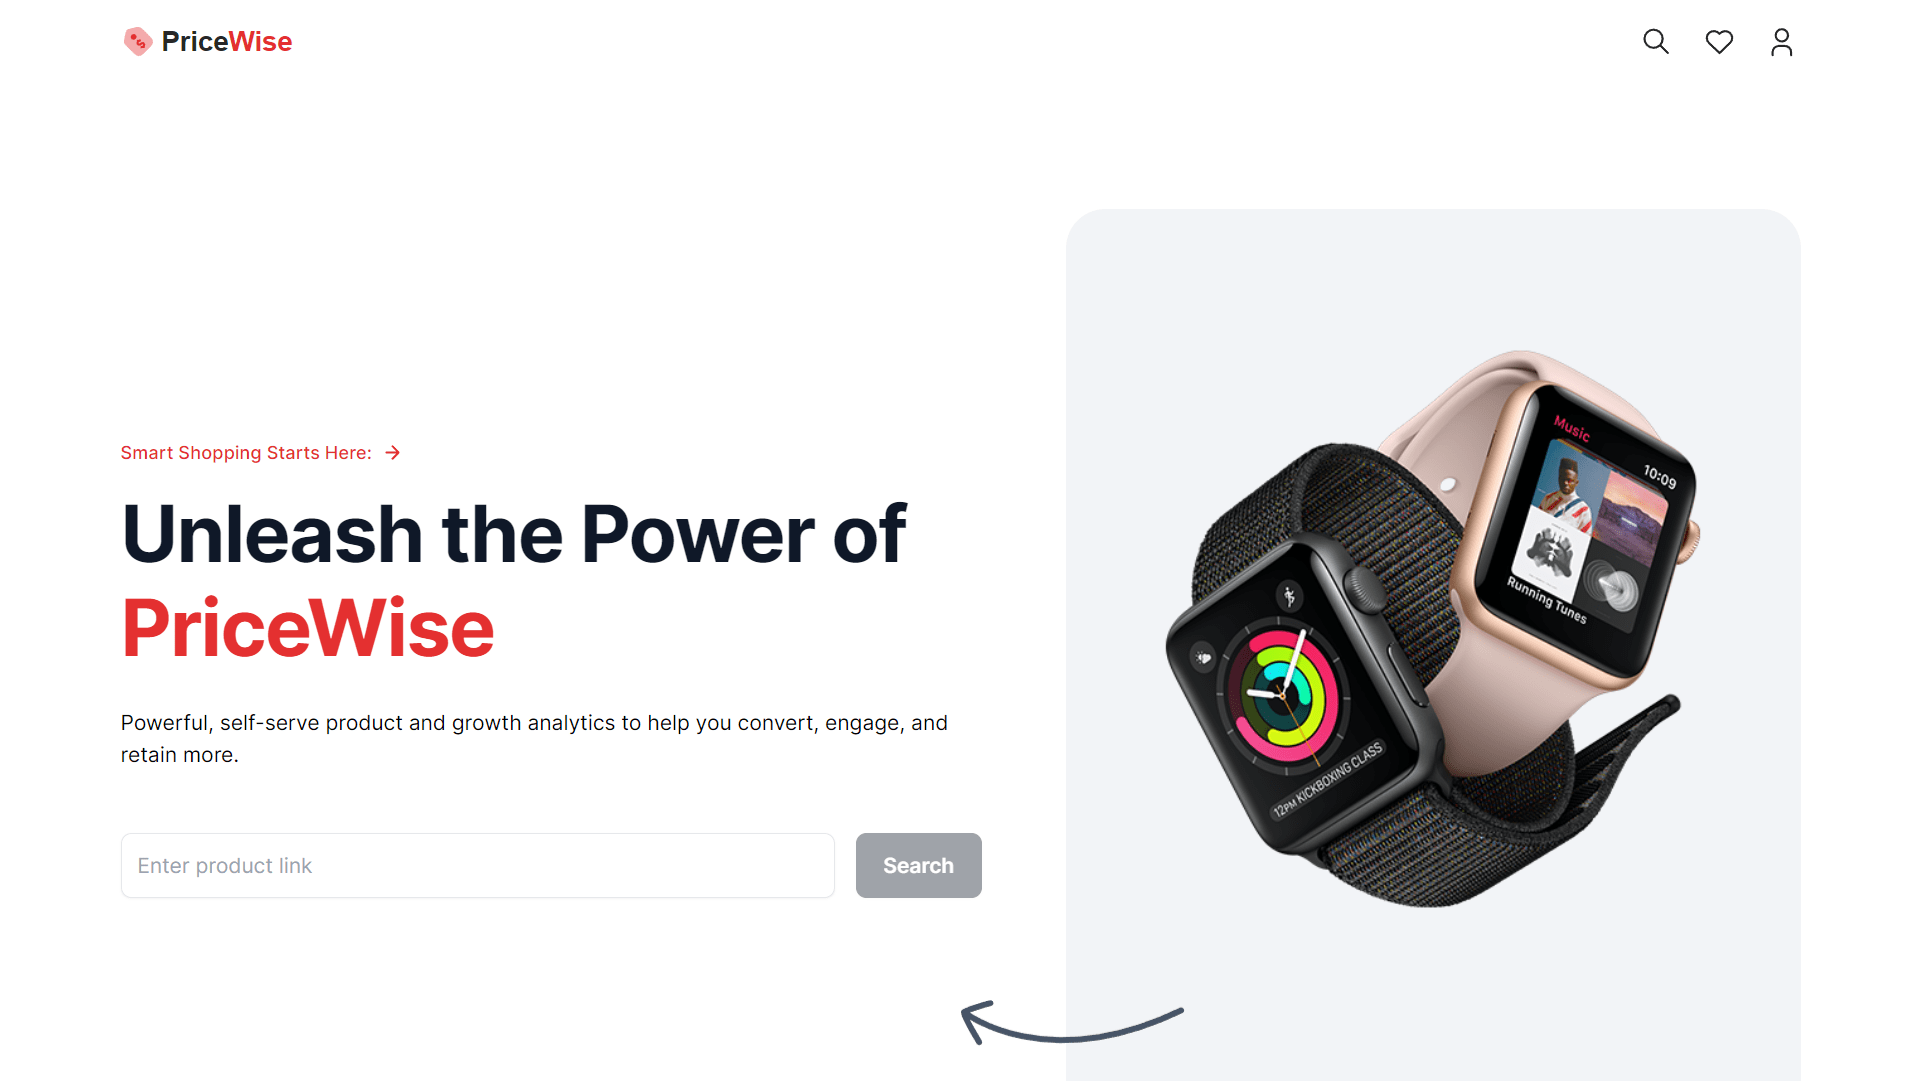 PriceWise
Smart Shopping Starts Here:
Unleash the Power of
PriceWise
Powerful, self-serve product and growth analytics to help you convert, engage, and
retain more.
Enter product link
Search
Music
10:09
Running Tunes
12PM KICKBOXING CLASS